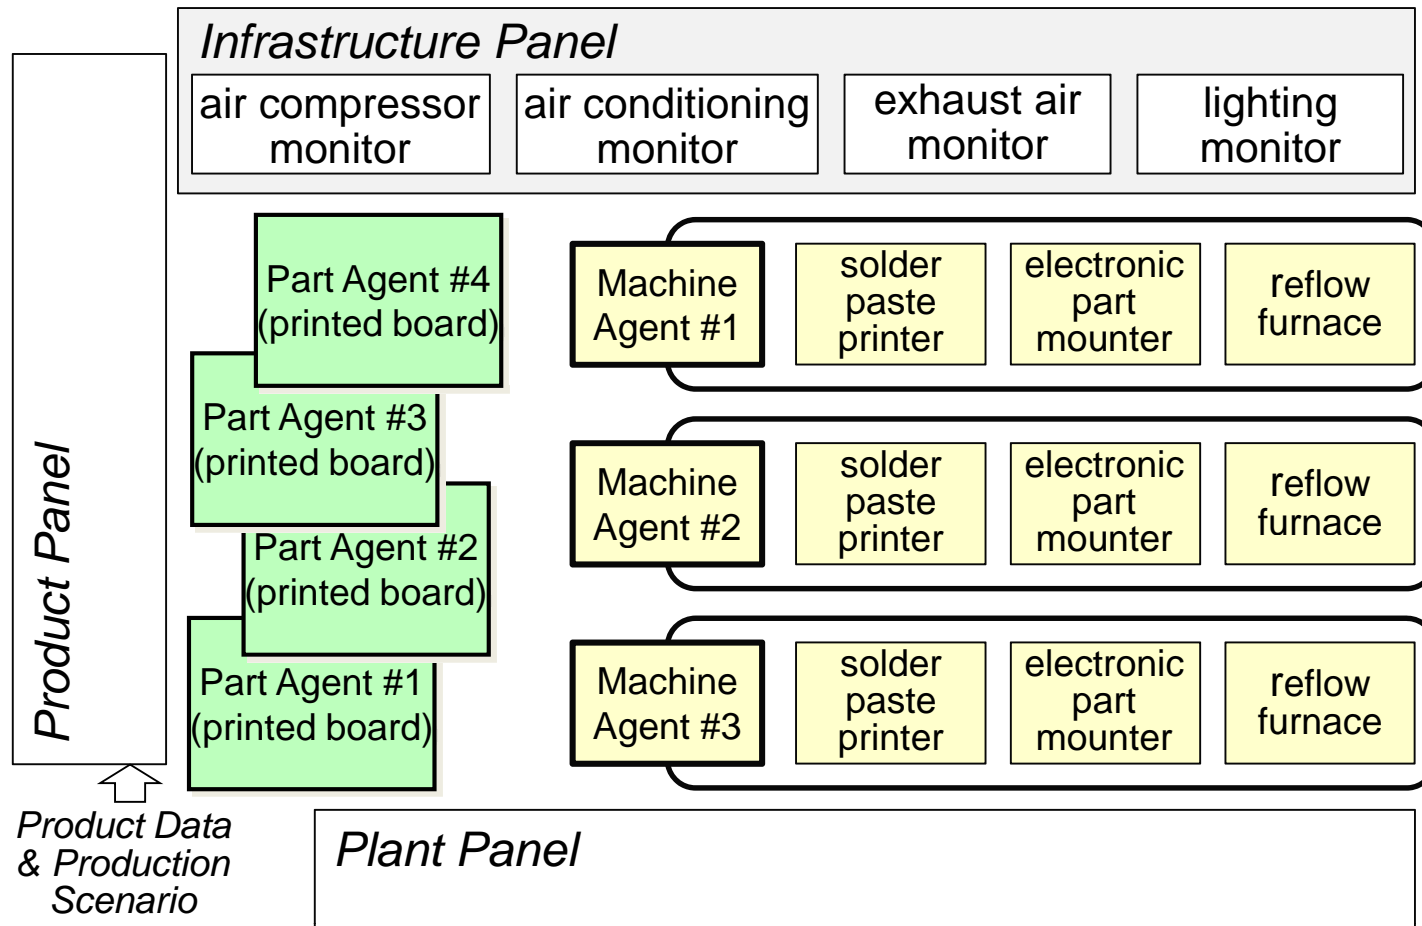 Infrastructure Panel
air compressor
monitor
air conditioning
monitor
exhaust air
monitor
lighting
monitor
Product Panel
Part Agent #4
(printed board)
Part Agent #3
(printed board)
Part Agent #2
(printed board)
Part Agent #1
(printed board)
Machine
Agent #1
solder
paste
printer
electronic
part
mounter
reflow
furnace
Machine
Agent #2
solder
paste
printer
electronic
part
mounter
reflow
furnace
Machine
Agent #3
solder
paste
printer
electronic
part
mounter
reflow
furnace
Product Data
& Production
Scenario
Plant Panel